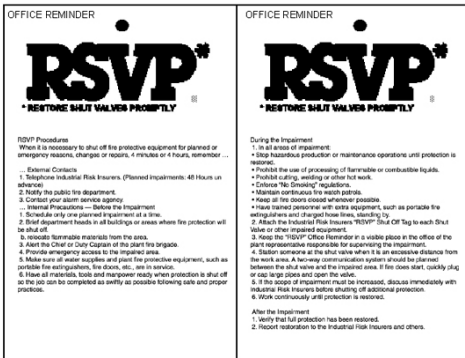 OFFICE REMINDER
RSVP*
* RESTORE SHUT VALVES PROMPTLY
RSVP Procedures
When it is necessary to shut off fire protective equipment for planned or
emergency reasons, changes or repairs, 4 minutes or 4 hours, remember ...
... External Contacts
1. Telephone Industrial Risk Insurers. (Planned Impairments: 48 Hours un
advance)
2. Notify the public fire department.
3. Contact your alarm service agency.
... Internal Precautions — Before the Impairment
1. Schedule only one planned impairment at a time.
2. Brief department heads in all buildings or areas where fire protection will
be shut off.
b. relocate flammable materials from the area.
3. Alert the Chief or Duty Captain of the plant fire brigade.
4. Provide emergency access to the impaired area.
5. Make sure all water supplies and plant fire protective equipment, such as
portable fire extinguishers, fire doors, etc., are in service.
6. Have all materials, tools and manpower ready when protection is shut off
so the job can be completed as swiftly as possible following safe and proper
practices.
OFFICE REMINDER
RSVP*
* RESTORE SHUT VALVES PROMPTLY
During the Impairment
1. In all areas of impairment:
• Stop hazardous production or maintenance operations until protection is
restored.
• Prohibit the use of processing of flammable or combustible liquids.
• Prohibit cutting, welding or other hot work.
• Enforce "No Smoking" regulations.
• Maintain continuous fire watch patrols.
• Keep all fire doors closed whenever possible.
• Have trained personnel with extra equipment, such as portable fire
extinguishers and charged hose lines, standing by.
2. Attach the Industrial Risk Insurers "RSVP" Shut Off Tag to each Shut
Valve or other impaired equipment.
3. Keep the "RSVP" Office Reminder in a visible place in the office of the
plant representative responsible for supervising the impairment.
4. Station someone at the shut valve when it is an excessive distance from
the work area. A two-way communication system should be planned
between the shut valve and the impaired area. If fire does start, quickly plug
or cap large pipes and open the valve.
5. If the scope of impairment must be increased, discuss immediately with
Industrial Risk Insurers before shutting off additional protection.
6. Work continuously until protection is restored.
After the Impairment
1. Verify that full protection has been restored.
2. Report restoration to the Industrial Risk Insurers and others.